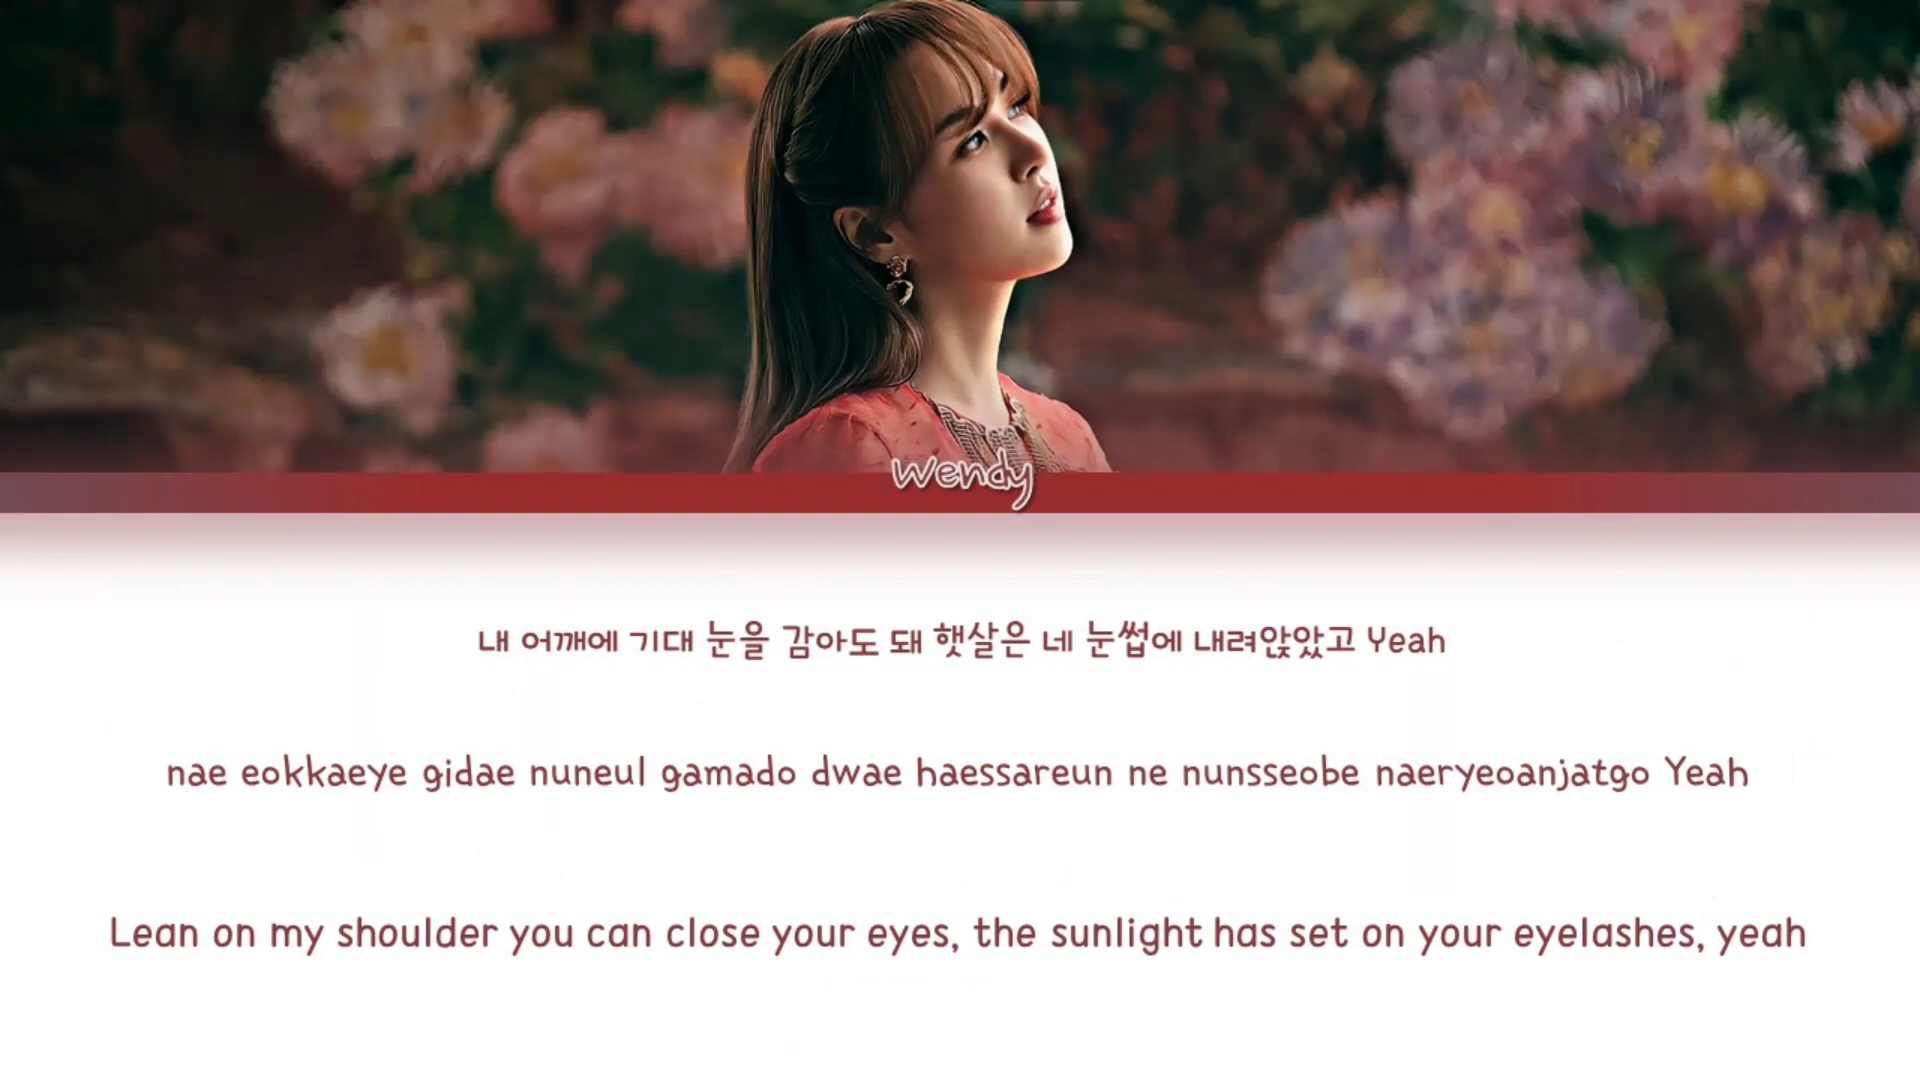 Wendy
내 어깨에 기대 눈을 감아도 돼 햇살은 네 눈썹에 내려앉았고 Yeah
nae eokkaeye gidae nuneul gamado dwae haessareun ne nunsseobe naeryeoanjatgo Yeah
Lean on my shoulder you can close your eyes, the sunlight has set on your eyelashes, yeah